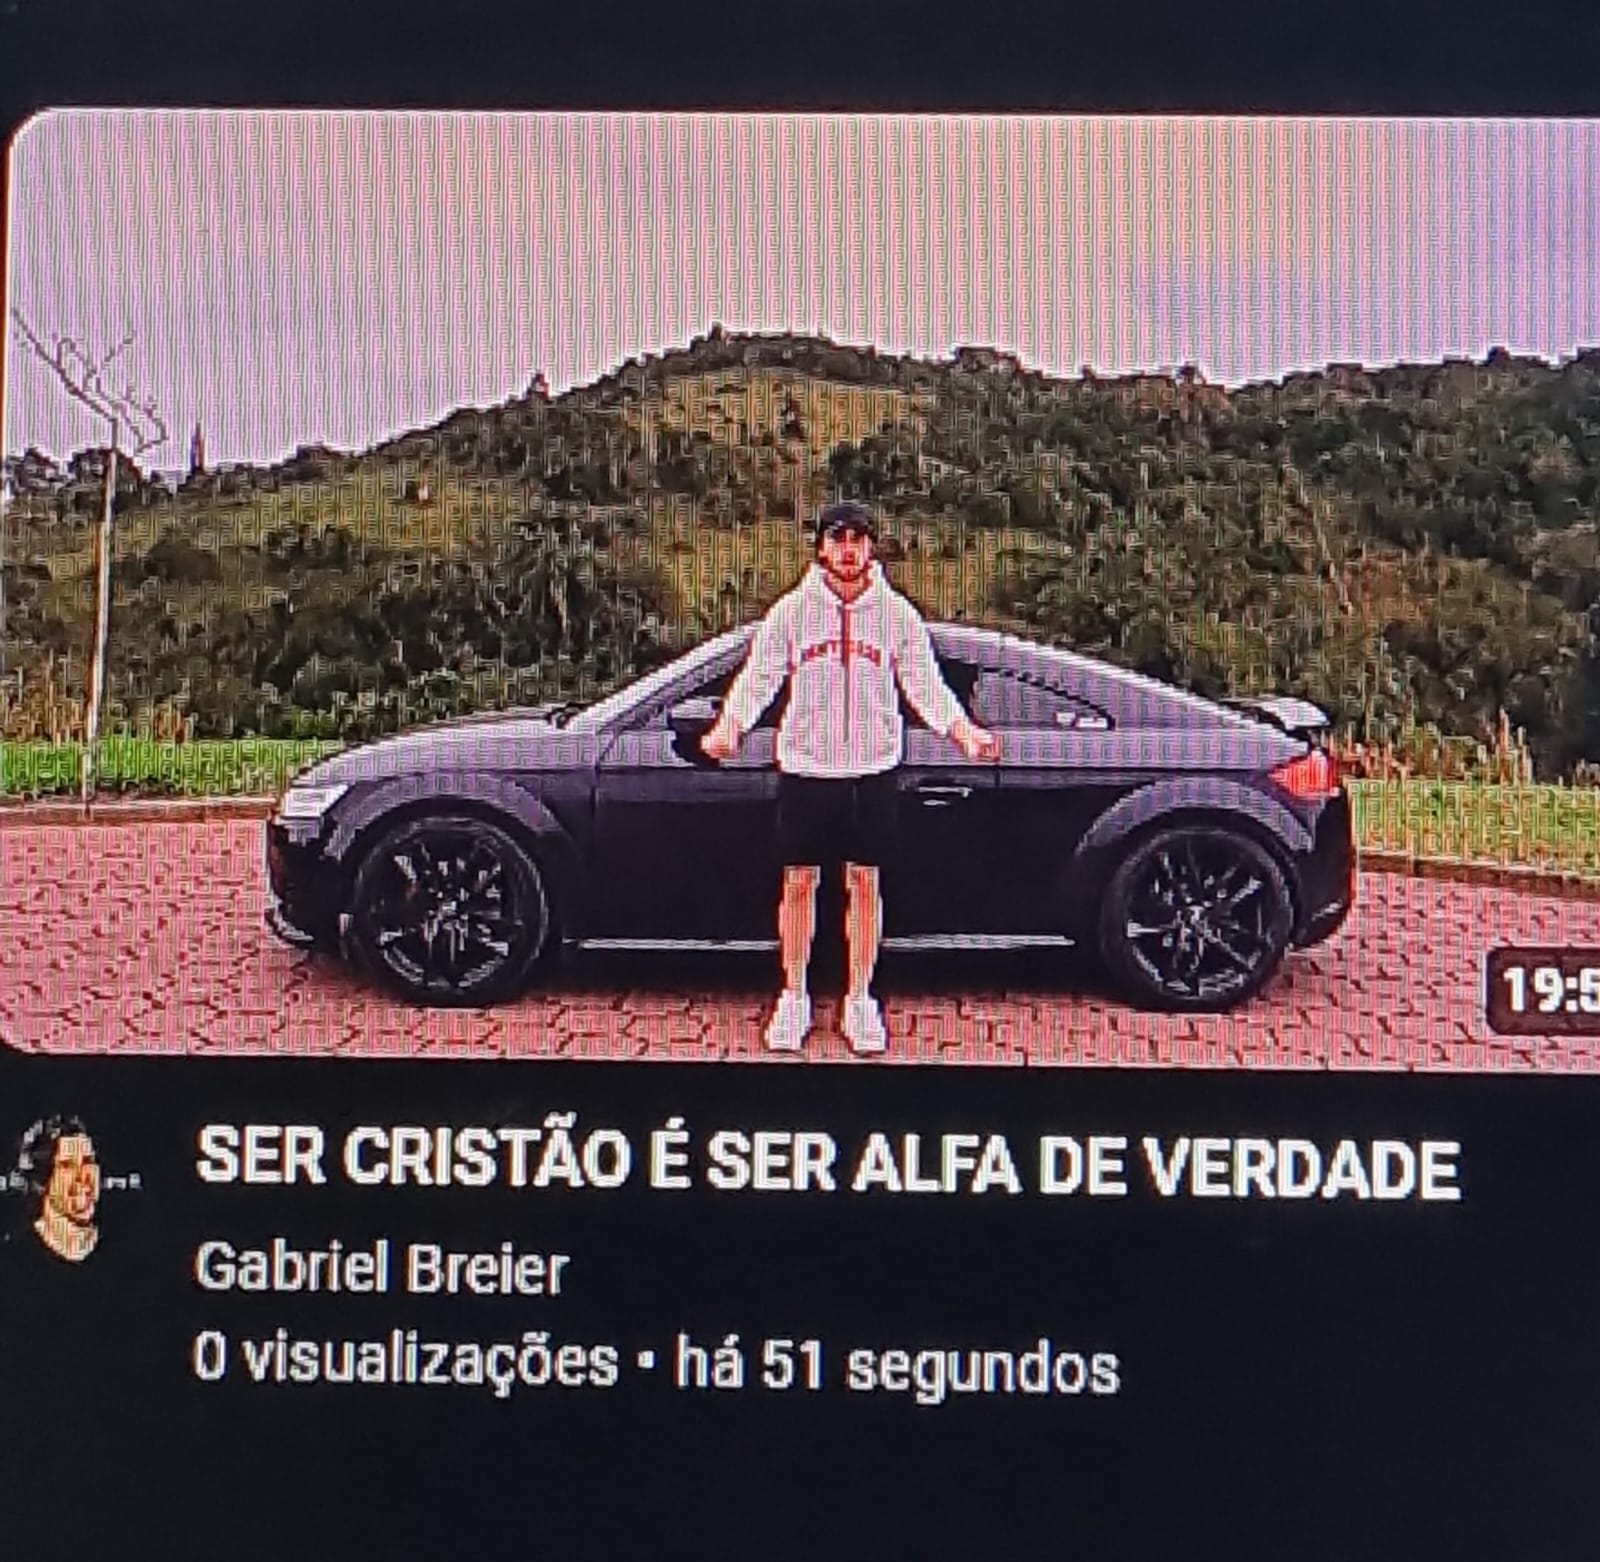 19:5
SER CRISTÃO É SER ALFA DE VERDADE
Gabriel Breier
0 visualizações • há 51 segundos